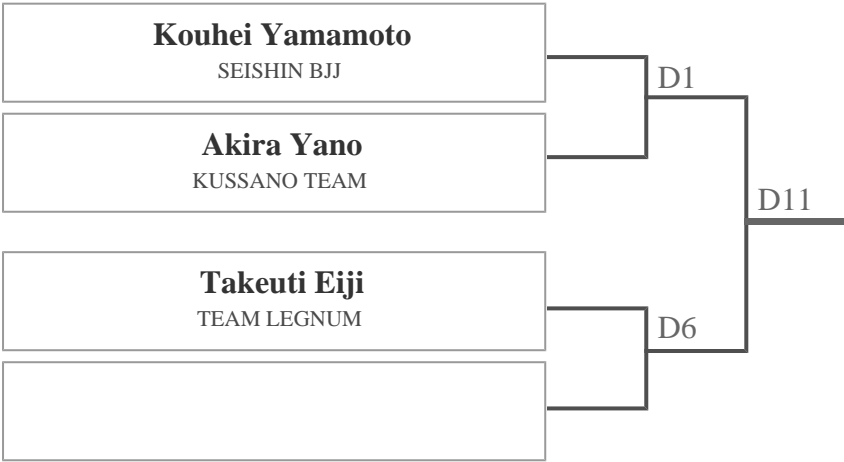 Kouhei Yamamoto
SEISHIN BJJ
D1
Akira Yano
KUSSANO TEAM
D11
Takeuti Eiji
TEAM LEGNUM
D6